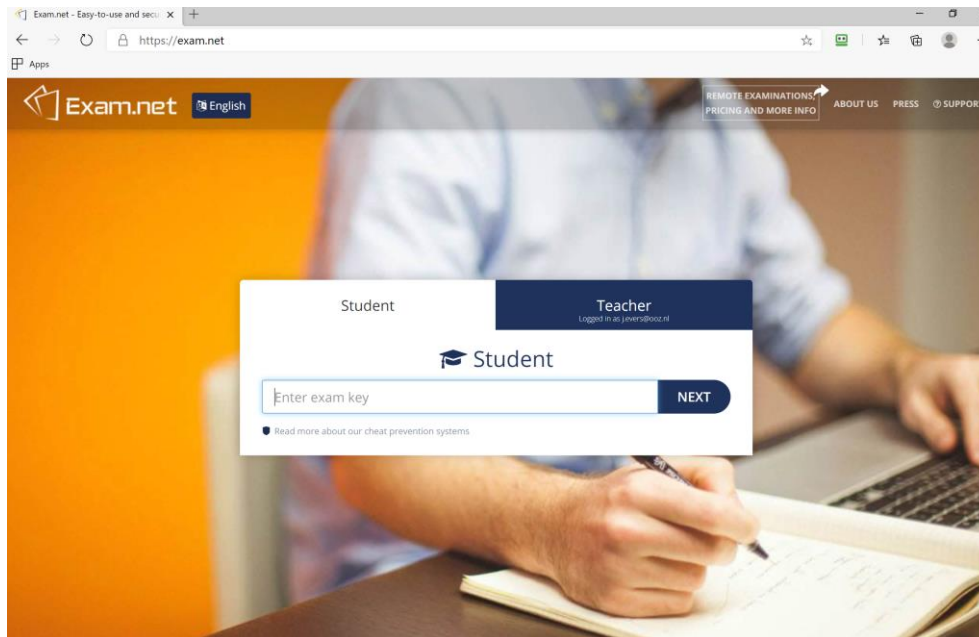 Exam.net - Easy-to-use and secu
https://exam.net
Apps
Exam.net
English
REMOTE EXAMINATIONS,
PRICING AND MORE INFO
ABOUT US
PRESS
SUPPOR
Student
Teacher
Logged in as j.evers@ooz.nl
Student
Enter exam key
NEXT
Read more about our cheat prevention systems